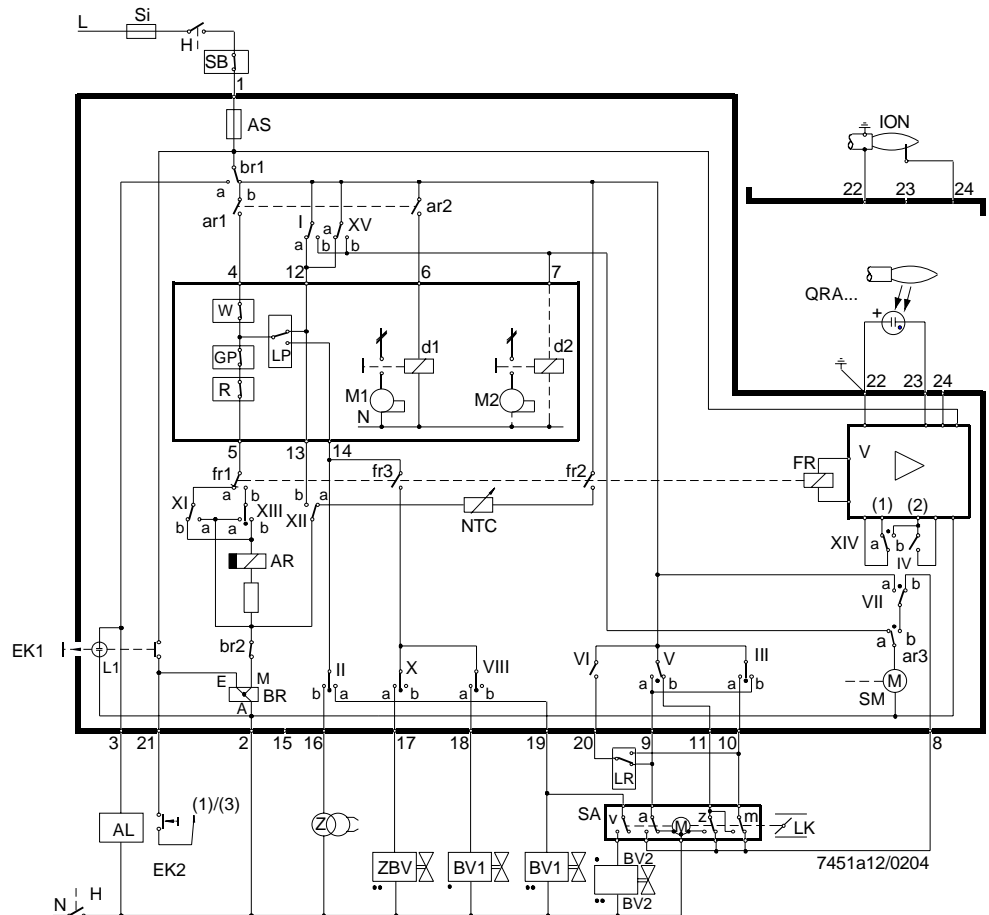 L
Si
H
SB
1
AS
ION
br1
a b
22 23 24
ar1
ar2
I
a
XV
a b b
4 12 6 7
QRA...
+
W
LP
GP
R
d1
d2
M1
N
M2
22 23 24
V
5 13 14
fr1
fr3
fr2
FR
a b
b a
XI
XIII
XII
NTC
b a a b
(1) (2)
XIV
a b
IV
AR
a b
VII
EK1
L1
br2
a b
ar3
E M
BR
A
II
b a
X
a b
VIII
a b
VI
V
a b
III
a b
M
SM
3 21 2 15 16 17 18 19 20 9 11 10 8
LR
AL
(1)/(3)
EK2
Z
SA
v a M z m
LK
ZBV
BV1
BV1
BV2
BV2
7451a12/0204
N
H